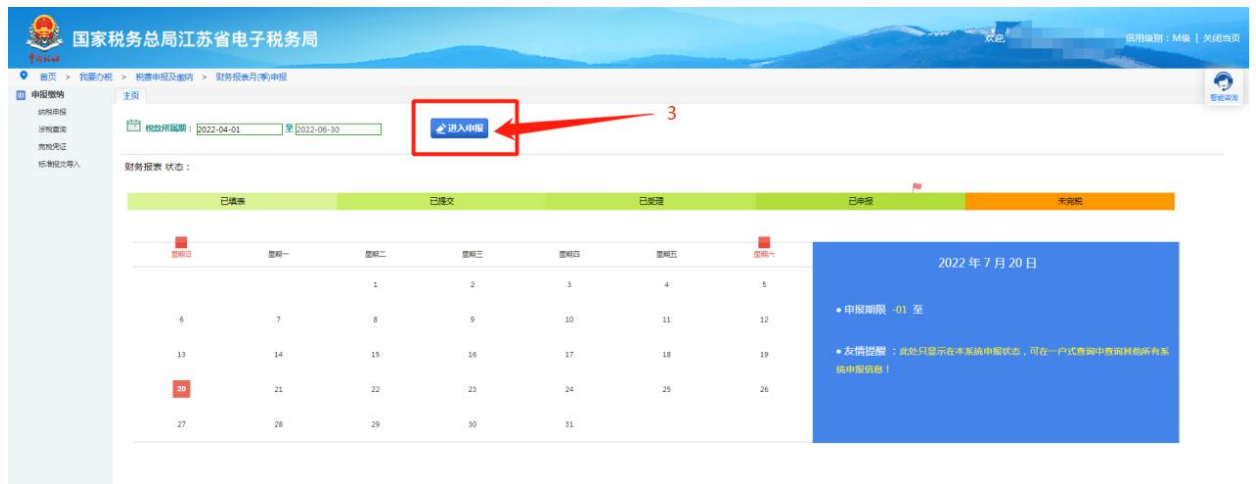 国家税务总局江苏省电子税务局
欢迎,
信用级别：M级 | 关闭当页
首页 > 我要办税 > 税费申报及缴纳 > 财务报表月(季)申报
智能咨询
申报缴纳
纳税申报
涉税查询
完税凭证
标准报文导入
主页
税款所属期：2022-04-01 至 2022-06-30
进入申报
3
财务报表 状态：
已填表 已提交 已受理 已申报 未完税
星期日 星期一 星期二 星期三 星期四 星期五 星期六
1 2 3 4 5
6 7 8 9 10 11 12
13 14 15 16 17 18 19
20 21 22 23 24 25 26
27 28 29 30 31
2022 年 7 月 20 日
• 申报期限 -01 至
• 友情提醒 ：此处只显示在本系统申报状态，可在一户式查询中查询其他所有系
统申报信息！